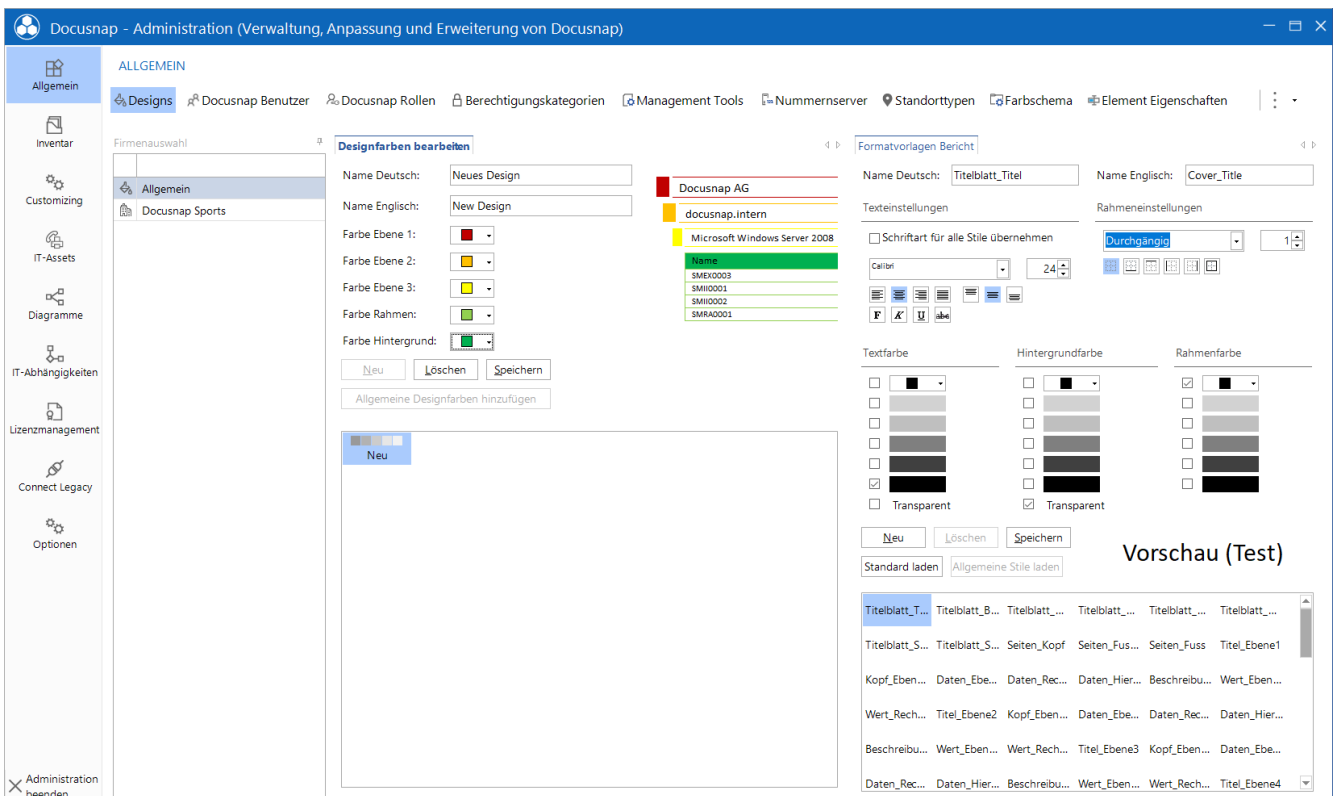 Docusnap - Administration (Verwaltung, Anpassung und Erweiterung von Docusnap)
Allgemein
Inventar
Customizing
IT-Assets
Diagramme
IT-Abhängigkeiten
Lizenzmanagement
Connect Legacy
Optionen
Administration
beenden
ALLGEMEIN
Designs Docusnap Benutzer Docusnap Rollen Berechtigungskategorien Management Tools Nummernserver Standorttypen Farbschema Element Eigenschaften
Firmenauswahl
Allgemein
Docusnap Sports
Designfarben bearbeiten
Name Deutsch: Neues Design
Name Englisch: New Design
Farbe Ebene 1:
Farbe Ebene 2:
Farbe Ebene 3:
Farbe Rahmen:
Farbe Hintergrund:
Neu Löschen Speichern
Allgemeine Designfarben hinzufügen
Docusnap AG
docusnap.intern
Microsoft Windows Server 2008
Name
SMEX0003
SMII0001
SMII0002
SMRA0001
Neu
Formatvorlagen Bericht
Name Deutsch: Titelblatt_Titel Name Englisch: Cover_Title
Texteinstellungen Rahmeneinstellungen
Schriftart für alle Stile übernehmen Durchgängig 1
Calibri 24
F K U abc
Textfarbe Hintergrundfarbe Rahmenfarbe
Transparent Transparent
Neu Löschen Speichern
Standard laden Allgemeine Stile laden
Vorschau (Test)
Titelblatt_T... Titelblatt_B... Titelblatt_... Titelblatt_... Titelblatt_... Titelblatt_...
Titelblatt_S... Titelblatt_S... Seiten_Kopf Seiten_Fus... Seiten_Fuss Titel_Ebene1
Kopf_Eben... Daten_Ebe... Daten_Rec... Daten_Hier... Beschreibu... Wert_Eben...
Wert_Rech... Titel_Ebene2 Kopf_Eben... Daten_Ebe... Daten_Rec... Daten_Hier...
Beschreibu... Wert_Eben... Wert_Rech... Titel_Ebene3 Kopf_Eben... Daten_Ebe...
Daten_Rec... Daten_Hier... Beschreibu... Wert_Eben... Wert_Rech... Titel_Ebene4